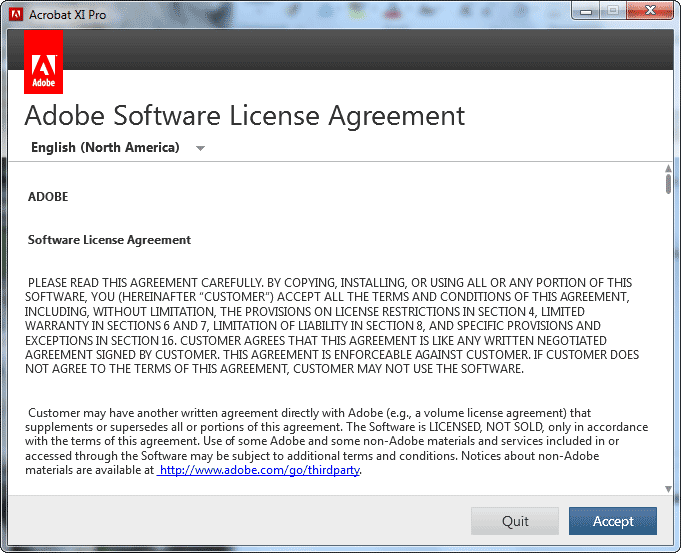 Acrobat XI Pro
Adobe
Adobe Software License Agreement
English (North America)
ADOBE
Software License Agreement
PLEASE READ THIS AGREEMENT CAREFULLY. BY COPYING, INSTALLING, OR USING ALL OR ANY PORTION OF THIS
SOFTWARE, YOU (HEREINAFTER “CUSTOMER”) ACCEPT ALL THE TERMS AND CONDITIONS OF THIS AGREEMENT,
INCLUDING, WITHOUT LIMITATION, THE PROVISIONS ON LICENSE RESTRICTIONS IN SECTION 4, LIMITED
WARRANTY IN SECTIONS 6 AND 7, LIMITATION OF LIABILITY IN SECTION 8, AND SPECIFIC PROVISIONS AND
EXCEPTIONS IN SECTION 16. CUSTOMER AGREES THAT THIS AGREEMENT IS LIKE ANY WRITTEN NEGOTIATED
AGREEMENT SIGNED BY CUSTOMER. THIS AGREEMENT IS ENFORCEABLE AGAINST CUSTOMER. IF CUSTOMER DOES
NOT AGREE TO THE TERMS OF THIS AGREEMENT, CUSTOMER MAY NOT USE THE SOFTWARE.
Customer may have another written agreement directly with Adobe (e.g., a volume license agreement) that
supplements or supersedes all or portions of this agreement. The Software is LICENSED, NOT SOLD, only in accordance
with the terms of this agreement. Use of some Adobe and some non-Adobe materials and services included in or
accessed through the Software may be subject to additional terms and conditions. Notices about non-Adobe
materials are available at http://www.adobe.com/go/thirdparty.
Quit
Accept